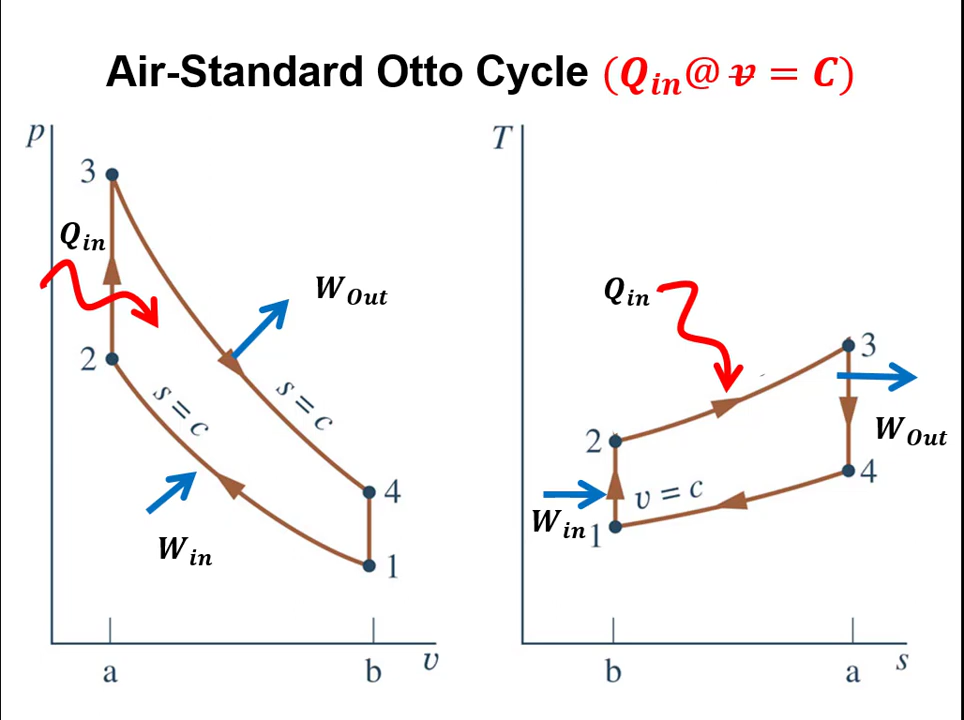 Air-Standard Otto Cycle (Q_in@ v = C)
p
3
Q_in
W_Out
2
s = c
s = c
4
W_in
1
a
b
v
T
Q_in
3
W_Out
2
4
v = c
W_in
1
b
a
s